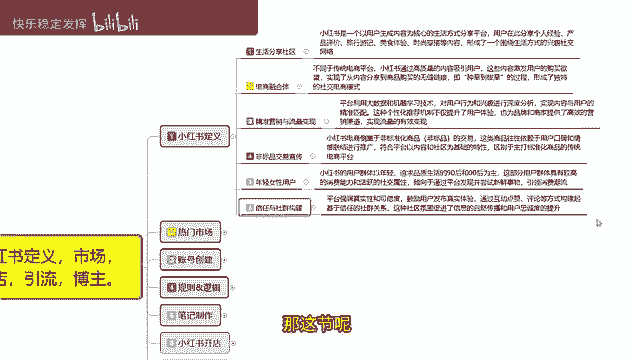 快乐稳定发挥 bilibili
生活分享社区
小红书是一个以用户生成内容为核心的生活方式分享平台，用户在此分享个人经验、产
品评价、旅行游记、美食体验、时尚穿搭等内容，形成了一个围绕生活方式的
网络
电商融合体
不同于传统电商平台，小红书通过高质量的内容吸引用户，这些内容激发用户的购买欲
望，实现了从内容分享到商品购买的无缝链接，即“种草到拔草”的过程，形成了独特
的社交电商模式
3 精准营销与流量变现
平台利用大数据和机器学习技术，对用户行为和兴趣进行深度分析，实现内容与用户的
精准匹配。这种个性化推荐机制不仅提升了用户体验，也为品牌和商家提供了高效的营
销渠道，实现流量的有效变现
1 小红书定义
4 非标品交易宣传
小红书电商侧重于非标准化商品（非标品）的交易，这类商品往往依赖于用户口碑和情
感联结进行推广，符合平台以内容和社区为基础的特性，区别于主打标准化商品的传统
电商平台
年轻女性用户
小红书的用户群体以年轻、追求品质生活的90后和00后为主，这部分用户群体具有较高
的消费能力和活跃的社交属性，倾向于通过平台发现并尝试新鲜事物，引领消费潮流
信任与社群构建
平台强调真实性和可信度，鼓励用户发布真实体验，通过互动点赞、评论等方式构建起
基于信任的社群关系，这种社区氛围促进了信息的自然传播和用户忠诚度的提升
热门市场
红书定义，市场，
店，引流，博主。
3 账号创建
4 规则&逻辑
5 笔记制作
小红书开店
那这节呢